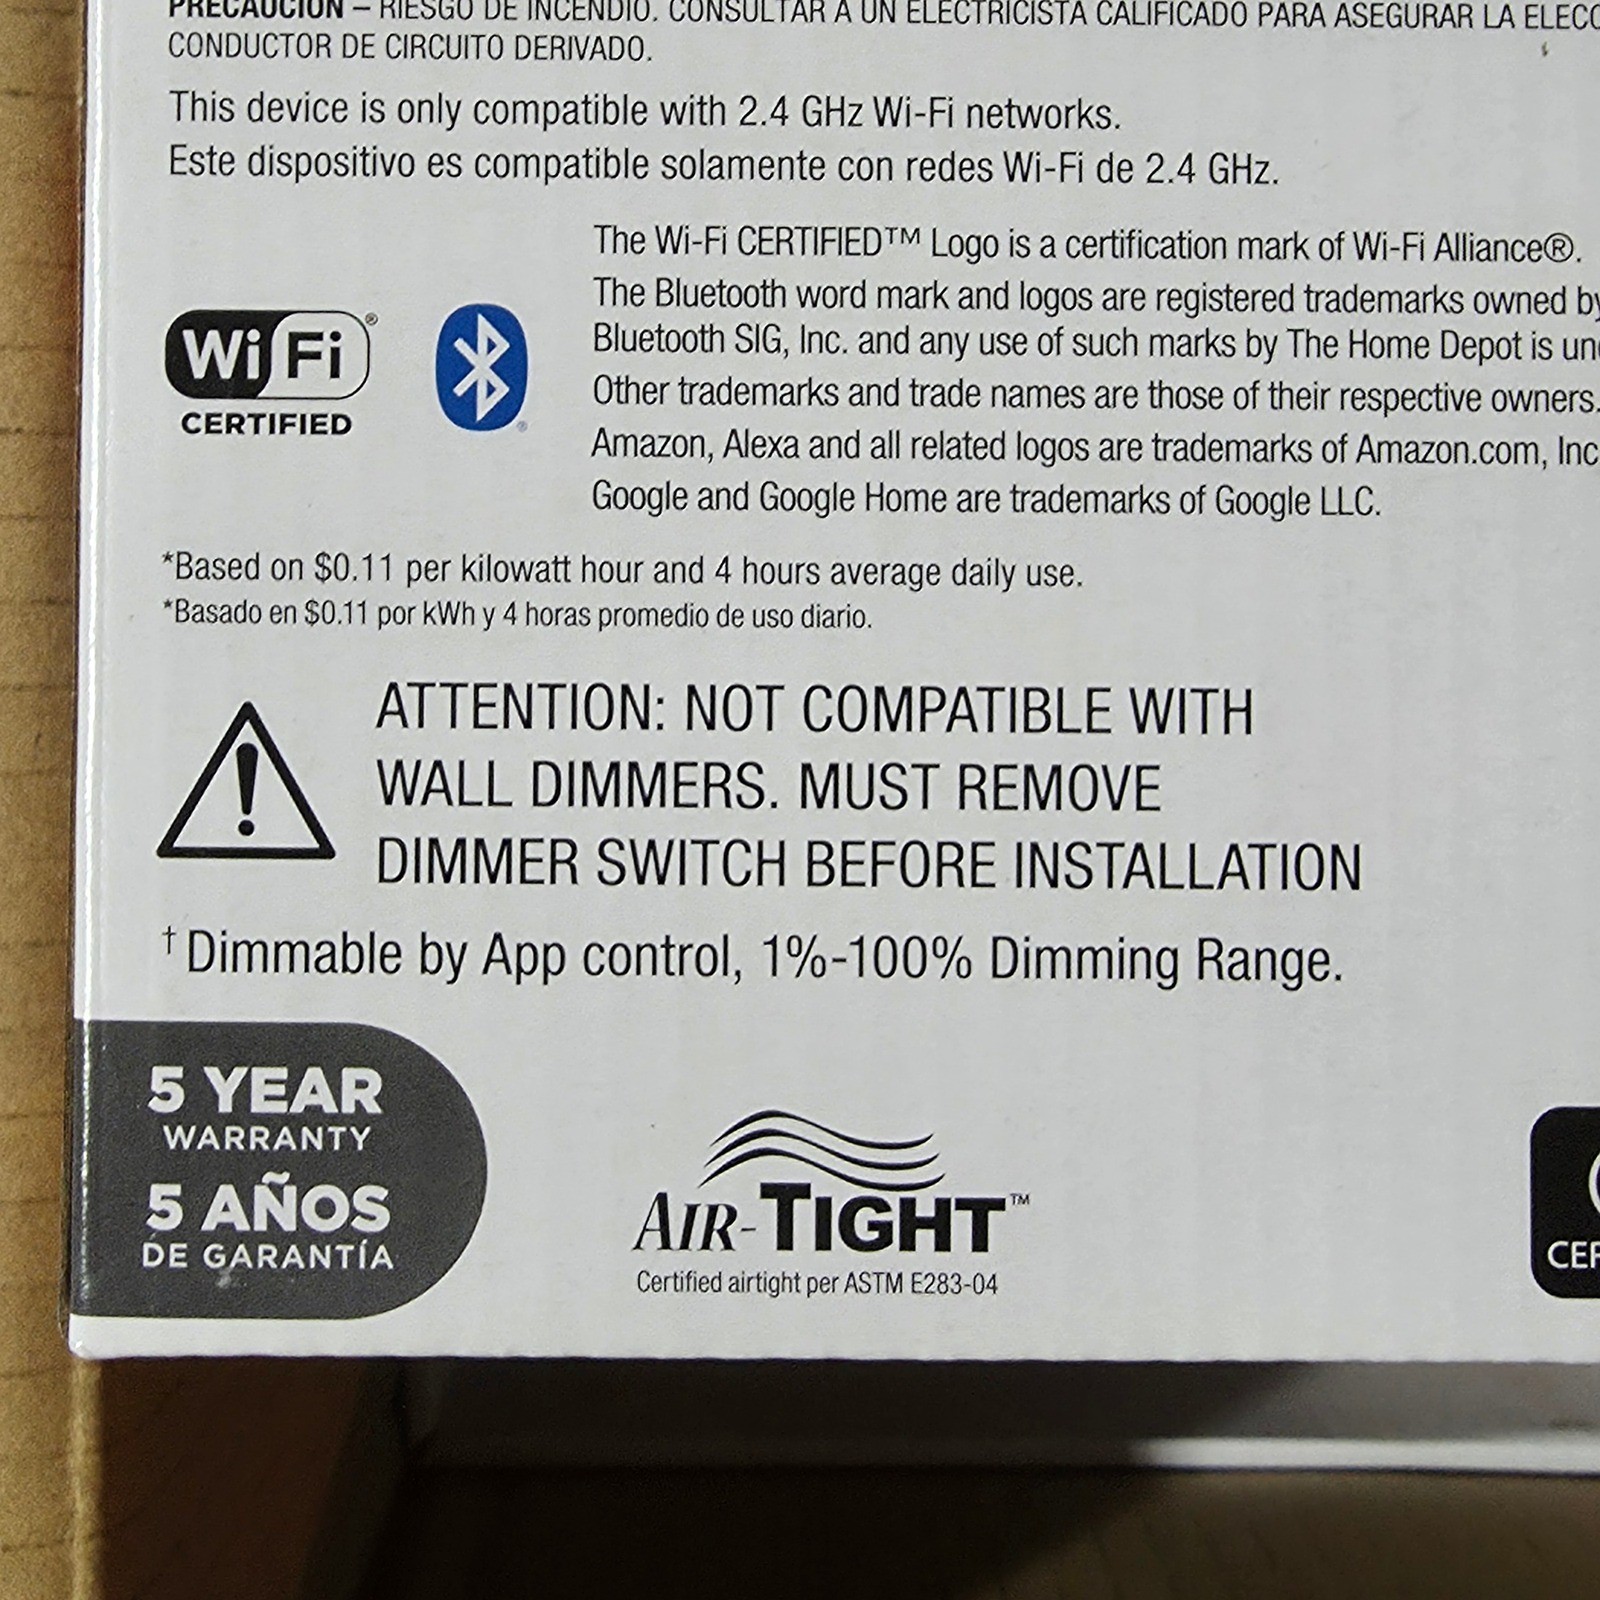 PRECAUCIÓN – RIESGO DE INCENDIO. CONSULTAR A UN ELECTRICISTA CALIFICADO PARA ASEGURAR LA
CONDUCTOR DE CIRCUITO DERIVADO.
This device is only compatible with 2.4 GHz Wi-Fi networks.
Este dispositivo es compatible solamente con redes Wi-Fi de 2.4 GHz.
Wi Fi®
CERTIFIED
®
The Wi-Fi CERTIFIED™ Logo is a certification mark of Wi-Fi Alliance®.
The Bluetooth word mark and logos are registered trademarks owned by
Bluetooth SIG, Inc. and any use of such marks by The Home Depot is
Other trademarks and trade names are those of their respective owners.
Amazon, Alexa and all related logos are trademarks of Amazon.com, Inc
Google and Google Home are trademarks of Google LLC.
*Based on $0.11 per kilowatt hour and 4 hours average daily use.
*Basado en $0.11 por kWh y 4 horas promedio de uso diario.
ATTENTION: NOT COMPATIBLE WITH
WALL DIMMERS. MUST REMOVE
DIMMER SWITCH BEFORE INSTALLATION
† Dimmable by App control, 1%-100% Dimming Range.
5 YEAR
WARRANTY
5 AÑOS
DE GARANTÍA
AIR-TIGHT™
Certified airtight per ASTM E283-04